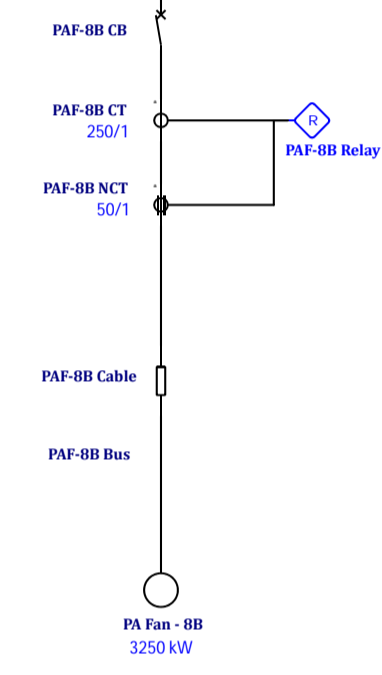 PAF-8B CB
PAF-8B CT
250/1
R
PAF-8B Relay
PAF-8B NCT
50/1
PAF-8B Cable
PAF-8B Bus
PA Fan - 8B
3250 kW